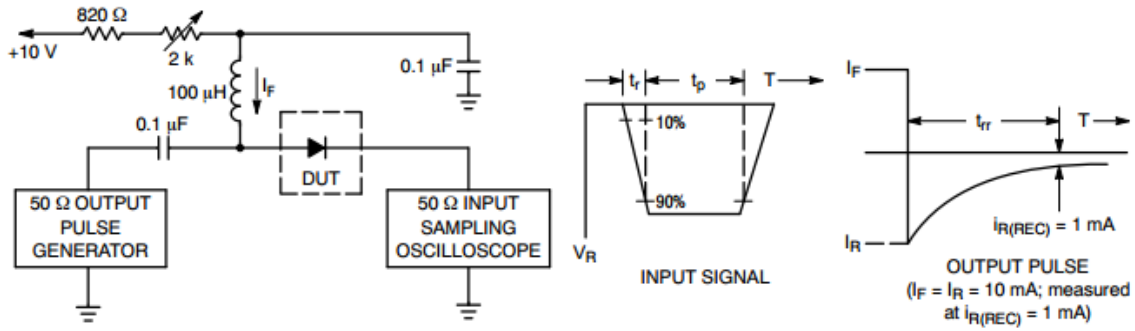 820 Ω
+10 V
2 k
0.1 μF
100 μH
I_F
0.1 μF
DUT
50 Ω OUTPUT
PULSE
GENERATOR
50 Ω INPUT
SAMPLING
OSCILLOSCOPE
t_r
t_p
T
10%
90%
V_R
INPUT SIGNAL
I_F
t_rr
T
I_R
i_R(REC) = 1 mA
OUTPUT PULSE
(I_F = I_R = 10 mA; measured
at i_R(REC) = 1 mA)